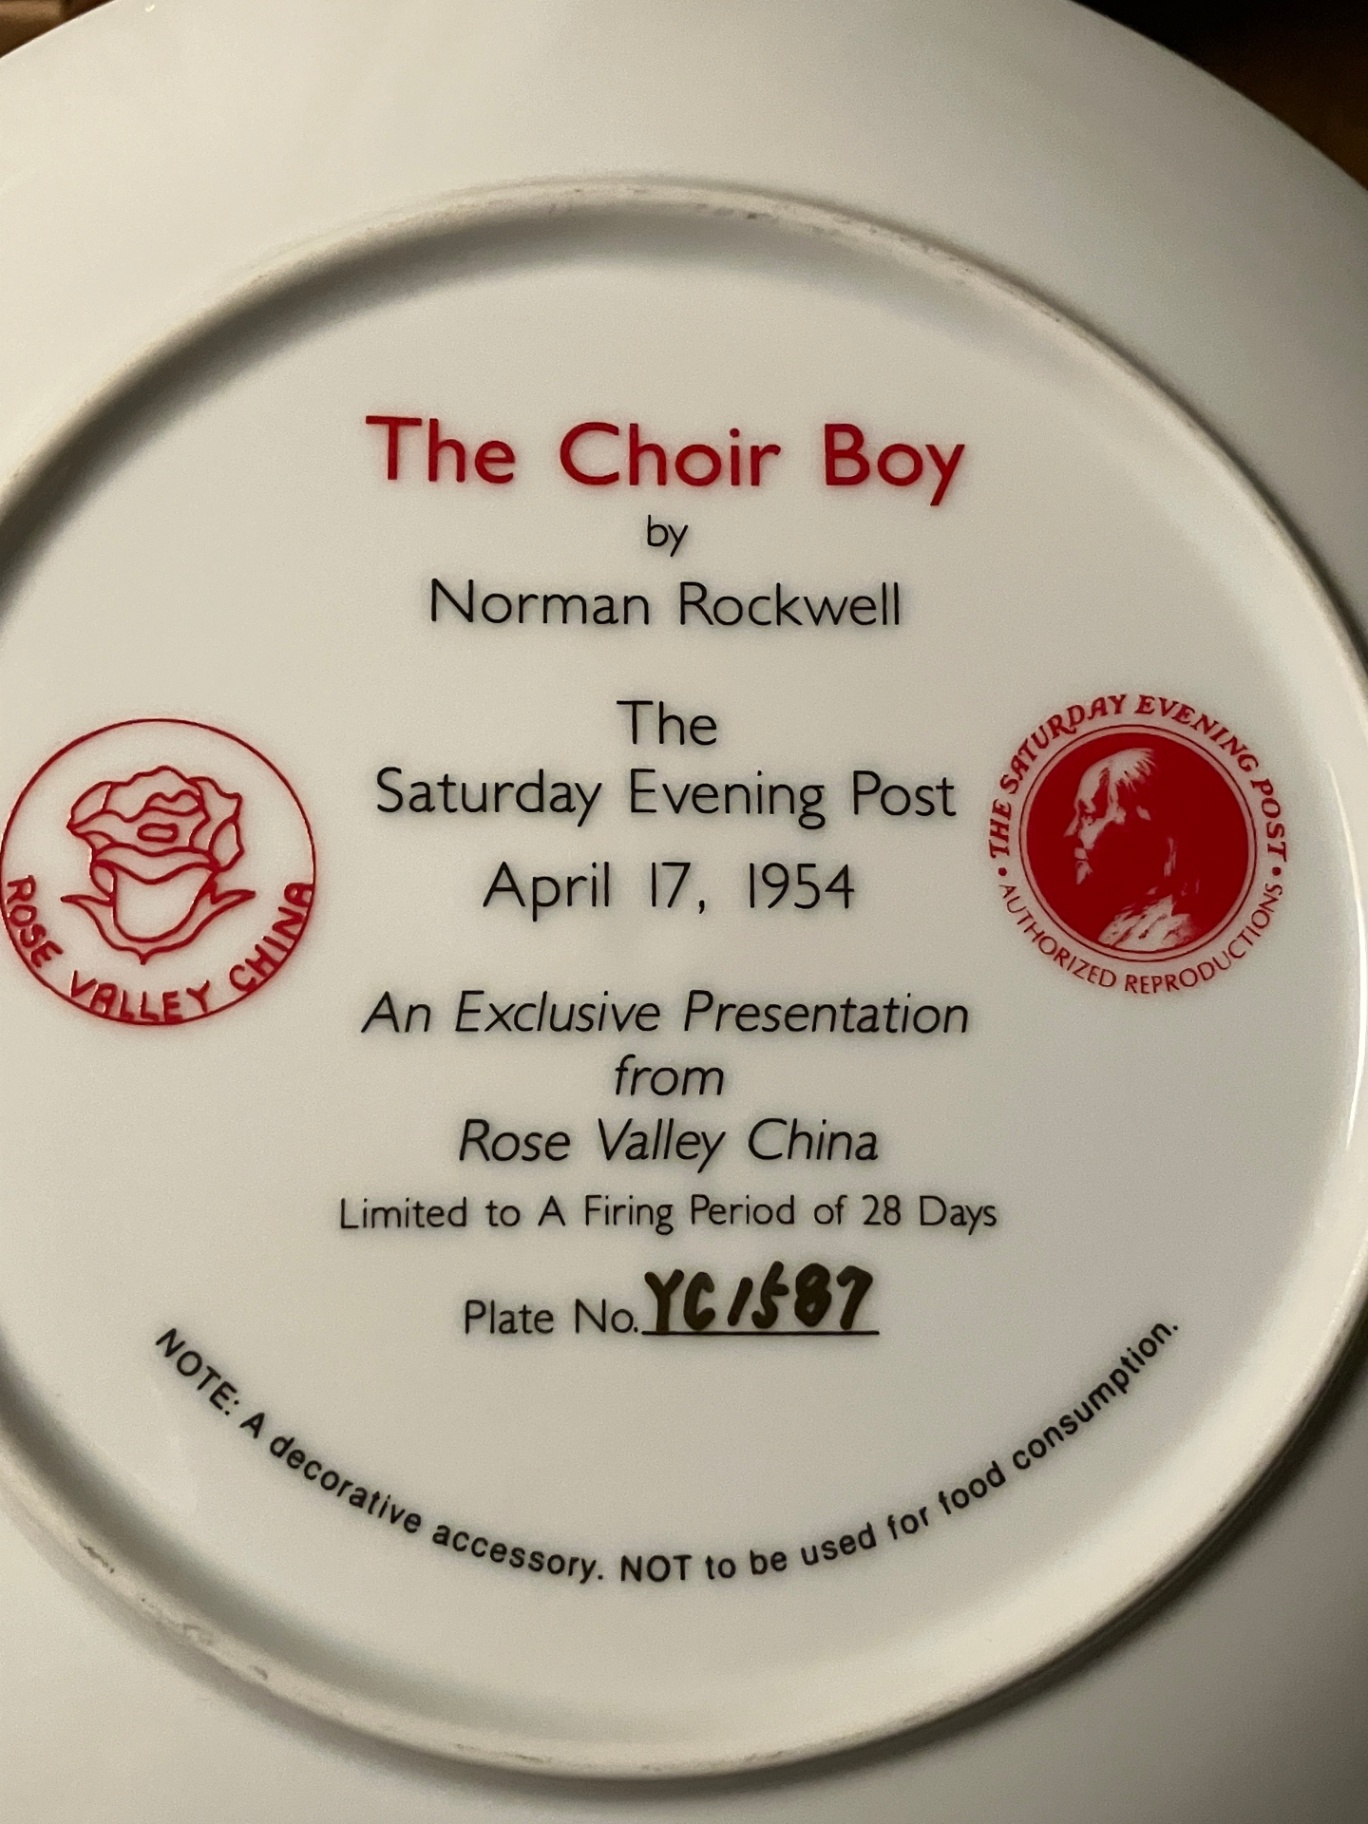 The Choir Boy
by
Norman Rockwell
The
Saturday Evening Post
April 17, 1954
ROSE VALLEY CHINA
THE SATURDAY EVENING POST
• AUTHORIZED REPRODUCTIONS •
An Exclusive Presentation
from
Rose Valley China
Limited to A Firing Period of 28 Days
Plate No. YC1587
NOTE: A decorative accessory. NOT to be used for food consumption.